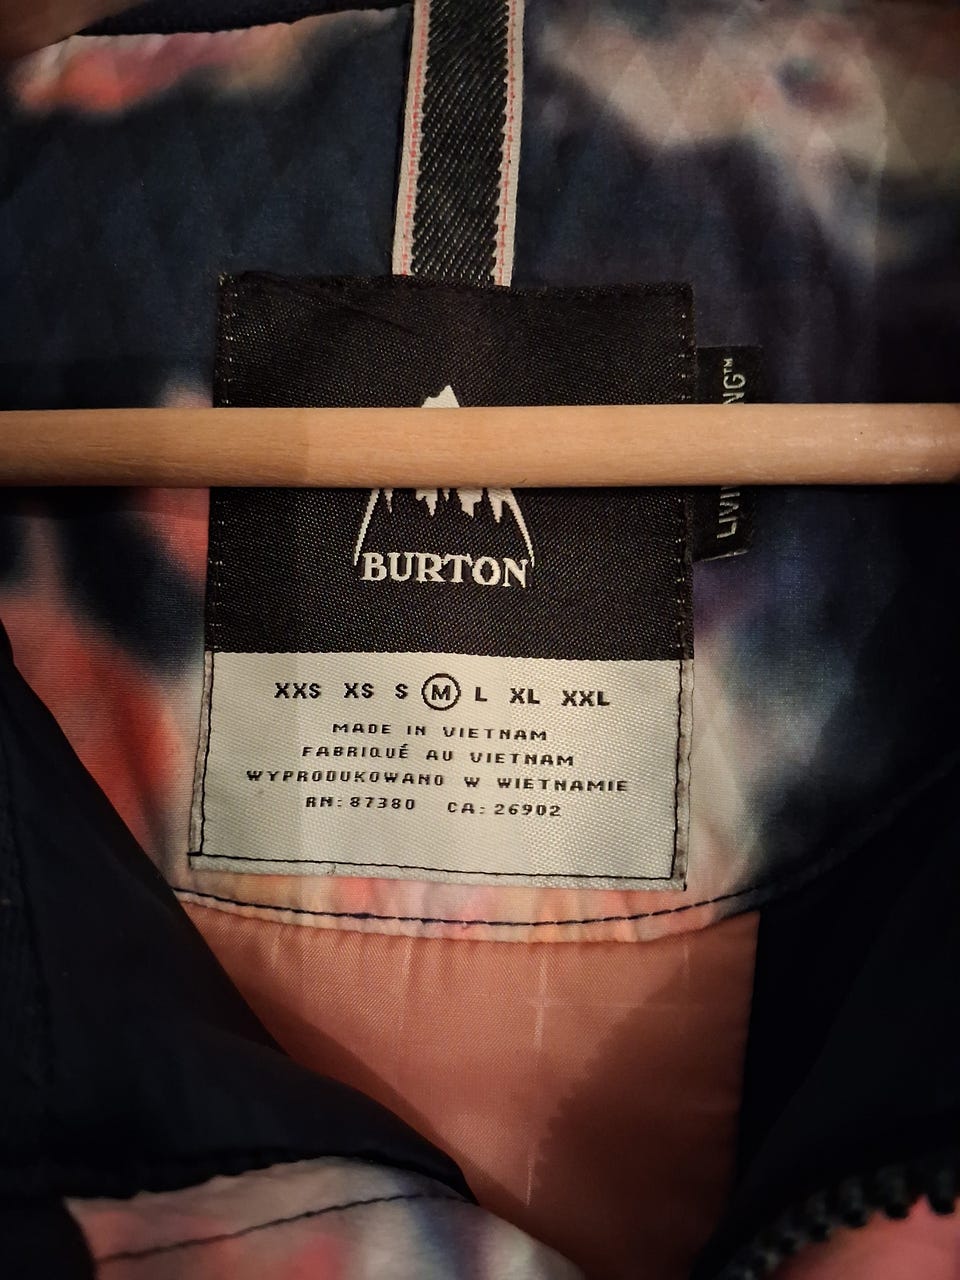 BURTON
XXS XS S M L XL XXL
MADE IN VIETNAM
FABRIQUÉ AU VIETNAM
WYPRODUKOWANO W WIETNAMIE
RN: 87380 CA: 26902